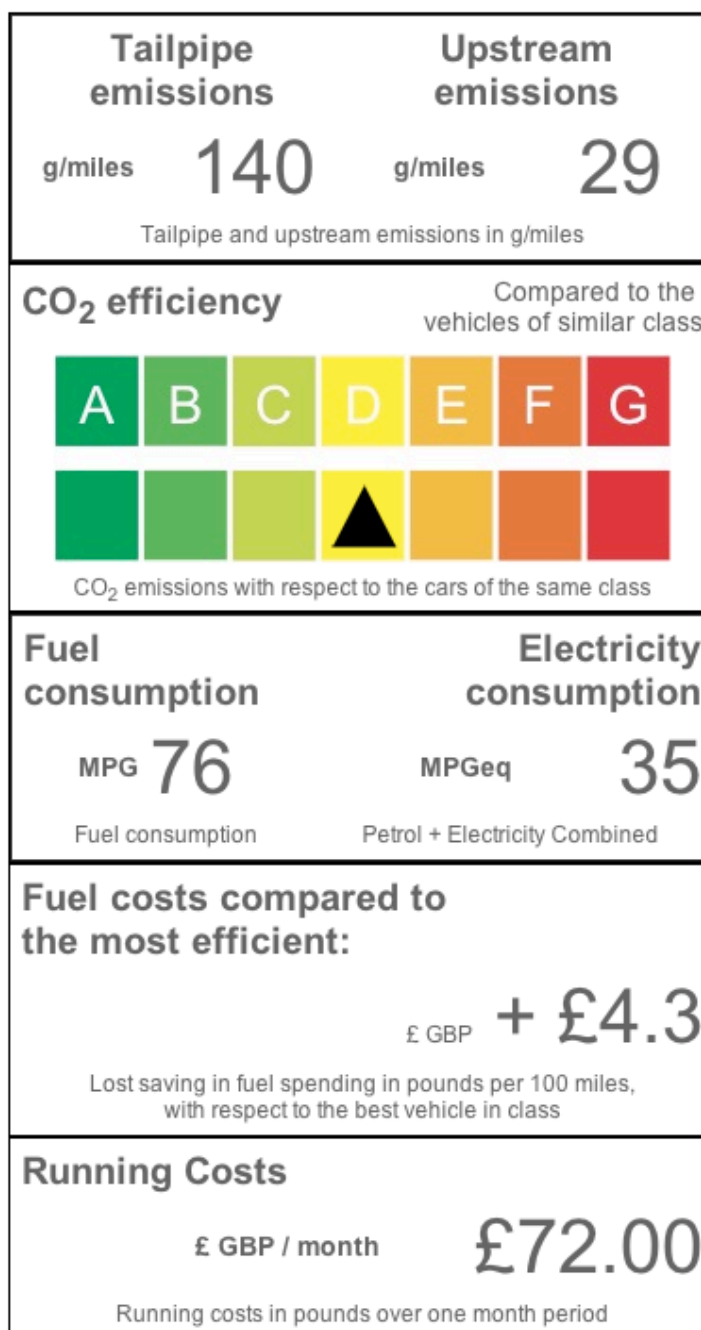 Tailpipe emissions
Upstream emissions
g/miles 140
g/miles 29
Tailpipe and upstream emissions in g/miles
CO₂ efficiency
Compared to the
vehicles of similar class
A B C D E F G
CO₂ emissions with respect to the cars of the same class
Fuel
consumption
Electricity
consumption
MPG 76
MPGeq 35
Fuel consumption
Petrol + Electricity Combined
Fuel costs compared to
the most efficient:
£ GBP + £4.3
Lost saving in fuel spending in pounds per 100 miles,
with respect to the best vehicle in class
Running Costs
£ GBP / month £72.00
Running costs in pounds over one month period